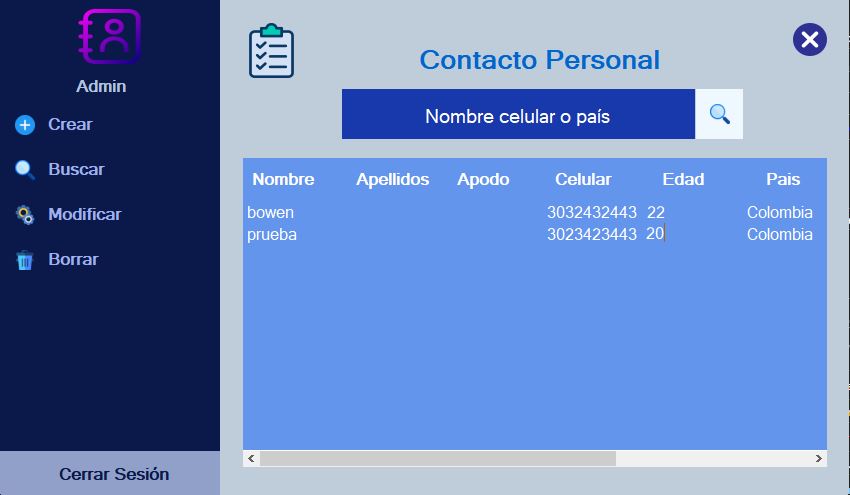 Admin
Crear
Buscar
Modificar
Borrar
Cerrar Sesión
Contacto Personal
Nombre celular o país
Nombre Apellidos Apodo Celular Edad Pais
bowen 3032432443 22 Colombia
prueba 3023423443 20 Colombia